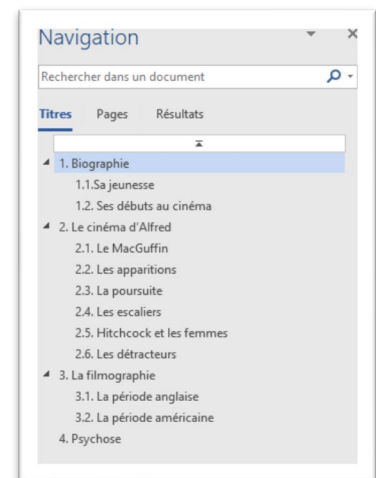 Navigation
Rechercher dans un document
Titres Pages Résultats
1. Biographie
1.1.Sa jeunesse
1.2. Ses débuts au cinéma
2. Le cinéma d'Alfred
2.1. Le MacGuffin
2.2. Les apparitions
2.3. La poursuite
2.4. Les escaliers
2.5. Hitchcock et les femmes
2.6. Les détracteurs
3. La filmographie
3.1. La période anglaise
3.2. La période américaine
4. Psychose